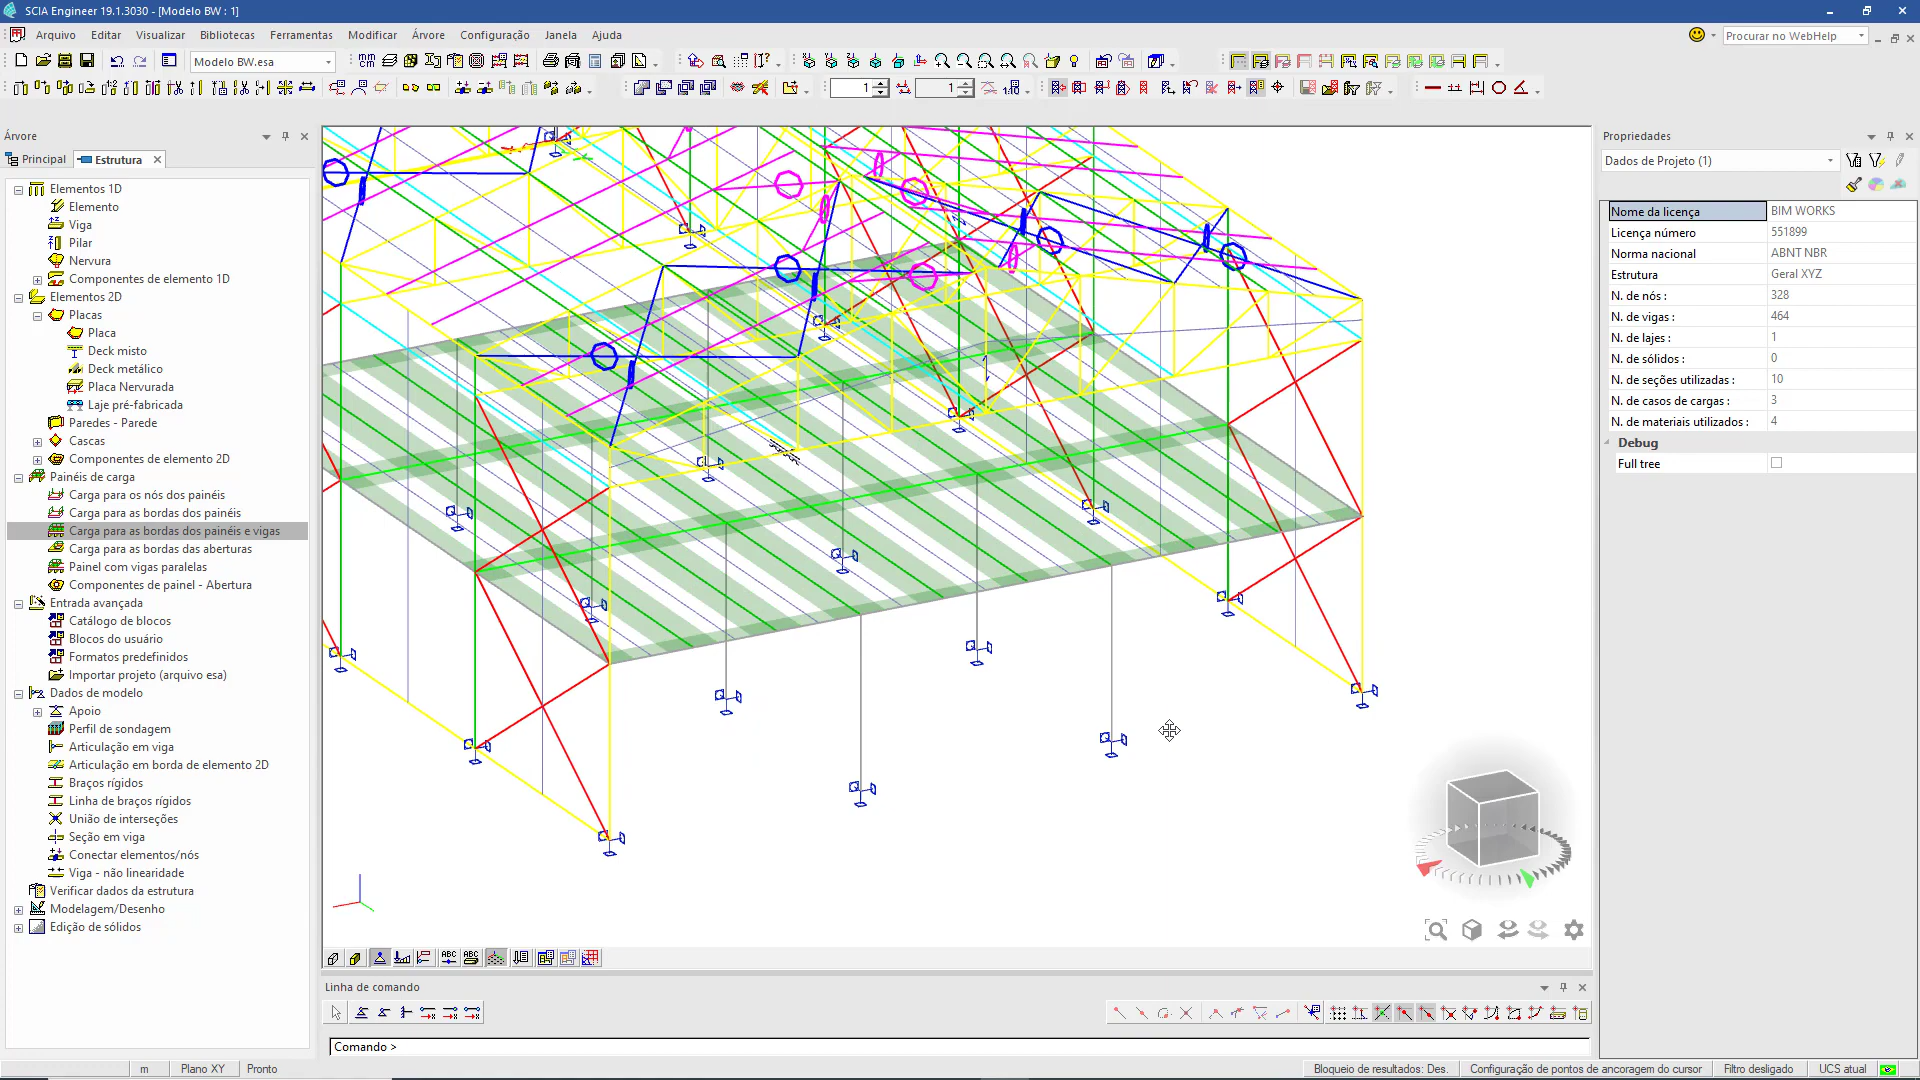 SCIA Engineer 19.1.3030 - [Modelo BW : 1]
Arquivo Editar Visualizar Bibliotecas Ferramentas Modificar Árvore Configuração Janela Ajuda
Procurar no WebHelp
Modelo BW.esa
1 1
Árvore
Principal Estrutura
Elementos 1D
Elemento
Viga
Pilar
Nervura
Componentes de elemento 1D
Elementos 2D
Placas
Placa
Deck misto
Deck metálico
Placa Nervurada
Laje pré-fabricada
Paredes - Parede
Cascas
Componentes de elemento 2D
Painéis de carga
Carga para os nós dos painéis
Carga para as bordas dos painéis
Carga para as bordas dos painéis e vigas
Carga para as bordas das aberturas
Painel com vigas paralelas
Componentes de painel - Abertura
Entrada avançada
Catálogo de blocos
Blocos do usuário
Formatos predefinidos
Importar projeto (arquivo esa)
Dados de modelo
Apoio
Perfil de sondagem
Articulação em viga
Articulação em borda de elemento 2D
Braços rígidos
Linha de braços rígidos
União de interseções
Seção em viga
Conectar elementos/nós
Viga - não linearidade
Verificar dados da estrutura
Modelagem/Desenho
Edição de sólidos
Propriedades
Dados de Projeto (1)
Nome da licença BIM WORKS
Licença número 551899
Norma nacional ABNT NBR
Estrutura Geral XYZ
N. de nós : 328
N. de vigas : 464
N. de lajes : 1
N. de sólidos : 0
N. de seções utilizadas : 10
N. de casos de cargas : 3
N. de materiais utilizados : 4
Debug
Full tree
Linha de comando
Comando >
m Plano XY Pronto
Bloqueio de resultados: Des. Configuração de pontos de ancoragem do cursor Filtro desligado UCS atual